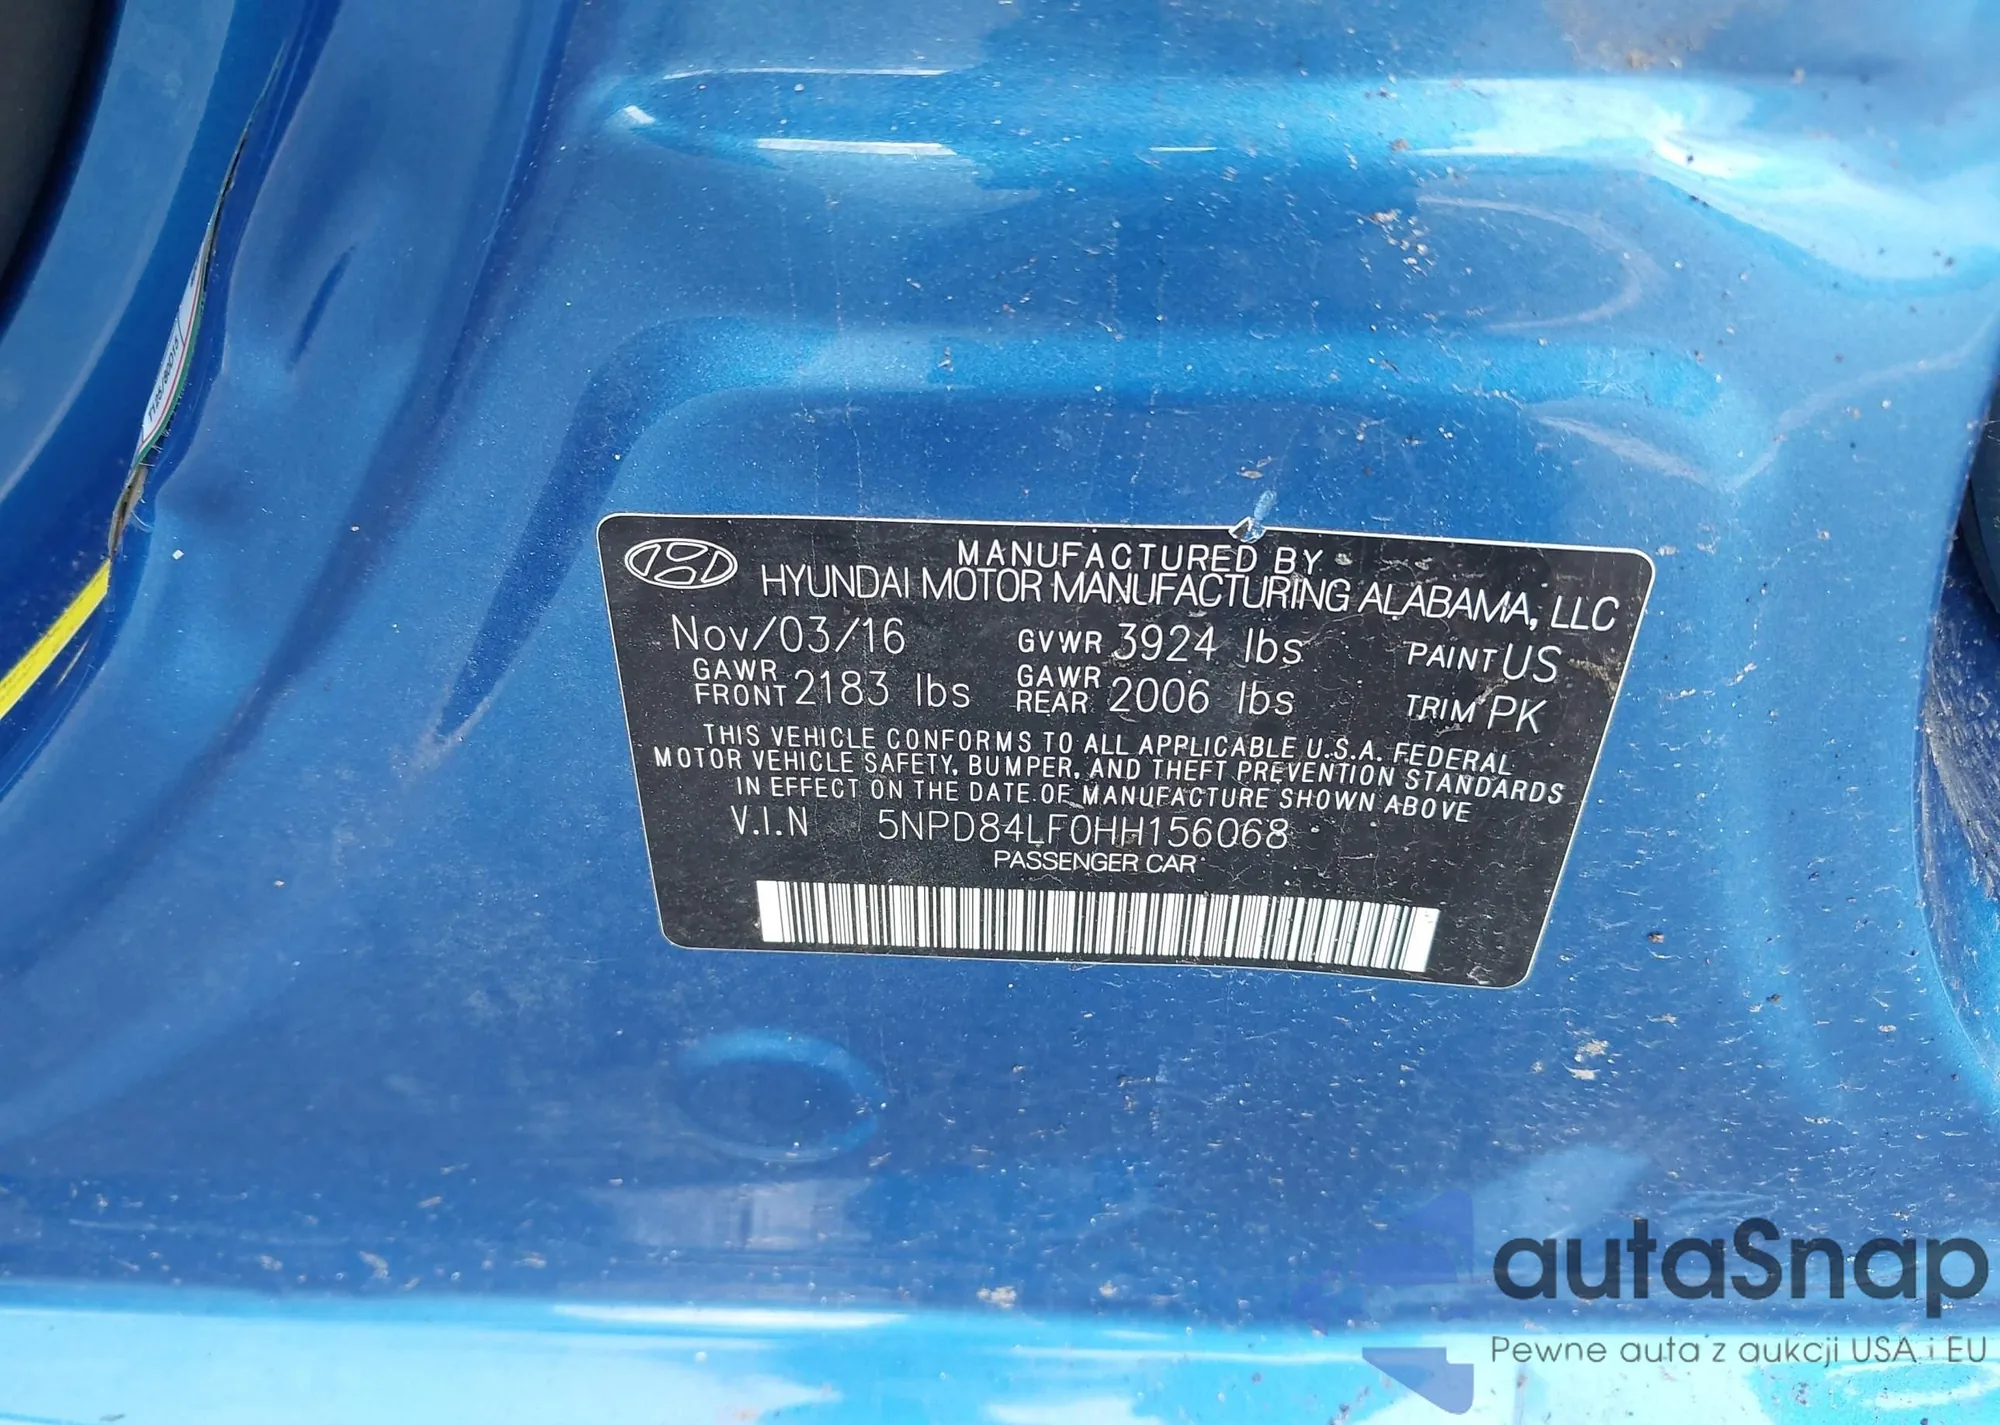 MANUFACTURED BY
HYUNDAI MOTOR MANUFACTURING ALABAMA, LLC
Nov/03/16 GVWR 3924 lbs PAINT US
GAWR FRONT 2183 lbs GAWR REAR 2006 lbs TRIM PK
THIS VEHICLE CONFORMS TO ALL APPLICABLE U.S.A. FEDERAL
MOTOR VEHICLE SAFETY, BUMPER, AND THEFT PREVENTION STANDARDS
IN EFFECT ON THE DATE OF MANUFACTURE SHOWN ABOVE
V.I.N 5NPD84LF0HH156068
PASSENGER CAR
autaSnap
Pewne auta z aukcji USA i EU